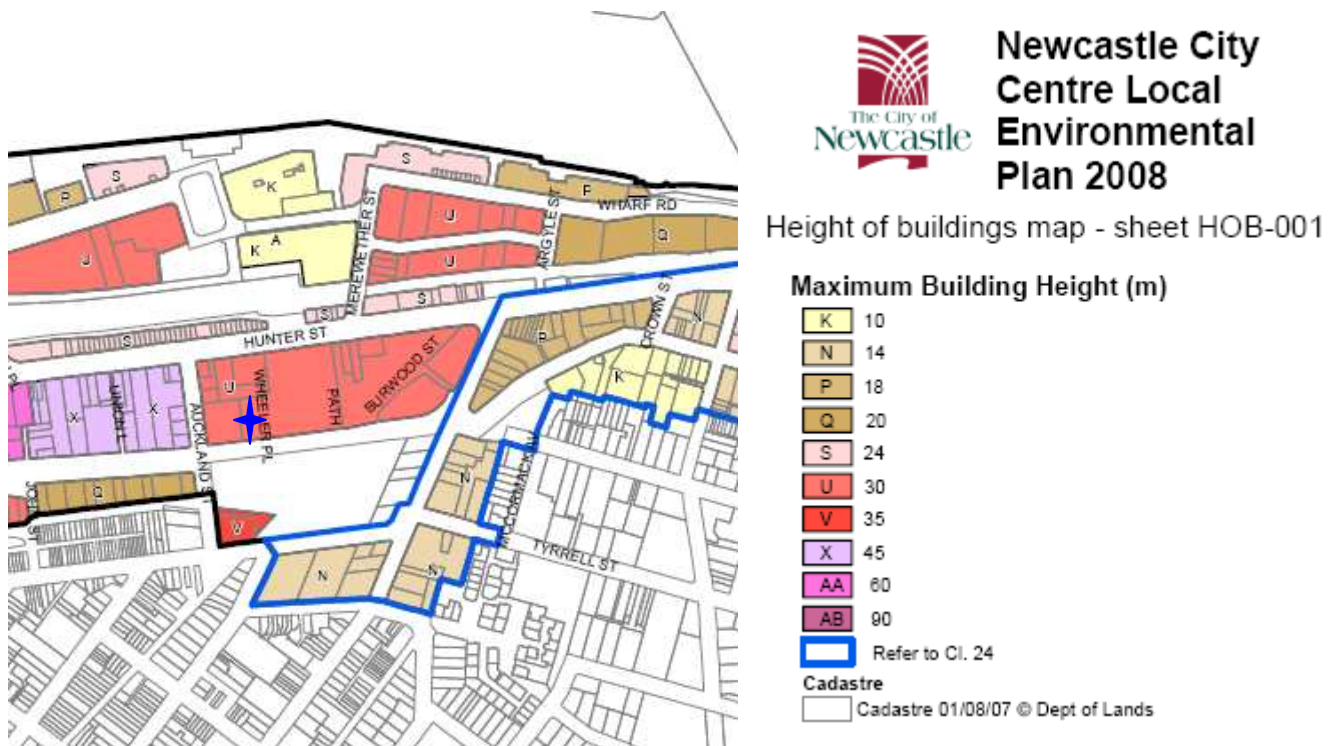 S
P
K
S
P
WHARF RD
MEREWETHER ST
U
ARGYLE ST
Q
K
A
U
U
S
CROWN ST
N
S
S
HUNTER ST
P
BURWOOD ST
U
WHEELER PL
PATH
K
X
UNION L
X
AUCKLAND ST
N
MCCORMACK AV
Q
V
TYRRELL ST
N
N
The City of
Newcastle
Newcastle City
Centre Local
Environmental
Plan 2008
Height of buildings map - sheet HOB-001
Maximum Building Height (m)
K 10
N 14
P 18
Q 20
S 24
U 30
V 35
X 45
AA 60
AB 90
Refer to Cl. 24
Cadastre
Cadastre 01/08/07 © Dept of Lands